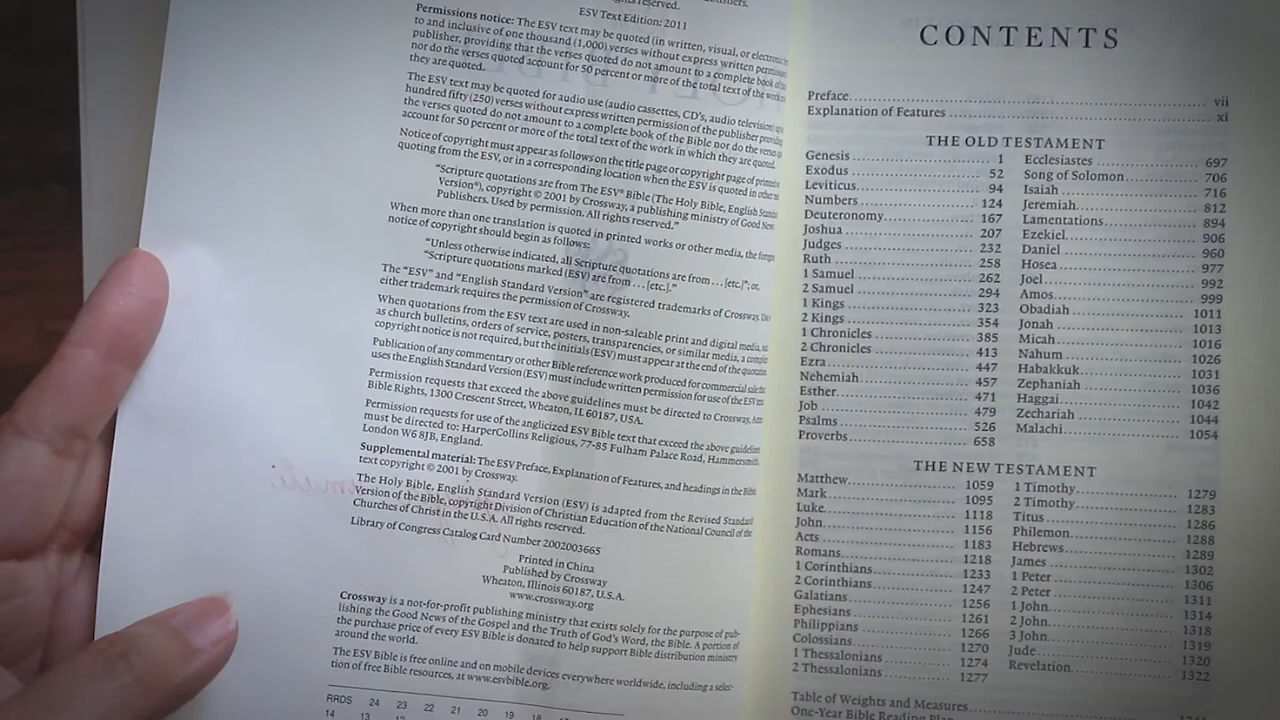 ghts reserved.
ESV Text Edition: 2011
Permissions notice: The ESV text may be quoted (in written, visual, or electronic
to and inclusive of one thousand (1,000) verses without express written
publisher, providing that the verses quoted do not amount to a complete book of
nor do the verses quoted account for 50 percent or more of the total text of the work
they are quoted.
The ESV text may be quoted for audio use (audio cassettes, CD's, audio television)
hundred fifty (250) verses without express written permission of the publisher
the verses quoted do not amount to a complete book of the Bible nor do the verses
account for 50 percent or more of the total text of the work in which they are quoted.
Notice of copyright must appear as follows on the title page or copyright page of
quoting from the ESV, or in a corresponding location when the ESV is quoted in other
"Scripture quotations are from The ESV® Bible (The Holy Bible, English
Version®), copyright © 2001 by Crossway, a publishing ministry of Good News
Publishers. Used by permission. All rights reserved."
When more than one translation is quoted in printed works or other media, the
notice of copyright should begin as follows:
"Unless otherwise indicated, all Scripture quotations are from . . . [etc.]"; or,
"Scripture quotations marked (ESV) are from . . . [etc.]."
The "ESV" and "English Standard Version" are registered trademarks of Crossway.
either trademark requires the permission of Crossway.
When quotations from the ESV text are used in non-saleable print and digital media,
as church bulletins, orders of service, posters, transparencies, or similar media, a
copyright notice is not required, but the initials (ESV) must appear at the end of the
Publication of any commentary or other Bible reference work produced for commercial
uses the English Standard Version (ESV) must include written permission for use of the ESV
Permission requests that exceed the above guidelines must be directed to Crossway,
Bible Rights, 1300 Crescent Street, Wheaton, IL 60187, USA.
Permission requests for use of the anglicized ESV Bible text that exceed the above
must be directed to: HarperCollins Religious, 77-85 Fulham Palace Road, Hammersmith
London W6 8JB, England.
Supplemental material: The ESV Preface, Explanation of Features, and headings in the
text copyright © 2001 by Crossway.
The Holy Bible, English Standard Version (ESV) is adapted from the Revised Standard
Version of the Bible, copyright Division of Christian Education of the National Council of the
Churches of Christ in the U.S.A. All rights reserved.
Library of Congress Catalog Card Number 2002003665
Printed in China
Published by Crossway
Wheaton, Illinois 60187, U.S.A.
www.crossway.org
Crossway is a not-for-profit publishing ministry that exists solely for the purpose of pub-
lishing the Good News of the Gospel and the Truth of God's Word, the Bible. A portion of
the purchase price of every ESV Bible is donated to help support Bible distribution ministry
around the world.
The ESV Bible is free online and on mobile devices everywhere worldwide, including a selec-
tion of free Bible resources, at www.esvbible.org.
RRDS 24 23 22 21 20 19 18
14 13
CONTENTS
Preface vii
Explanation of Features xi
THE OLD TESTAMENT
Genesis 1
Exodus 52
Leviticus 94
Numbers 124
Deuteronomy 167
Joshua 207
Judges 232
Ruth 258
1 Samuel 262
2 Samuel 294
1 Kings 323
2 Kings 354
1 Chronicles 385
2 Chronicles 413
Ezra 447
Nehemiah 457
Esther 471
Job 479
Psalms 526
Proverbs 658
Ecclesiastes 697
Song of Solomon 706
Isaiah 716
Jeremiah 812
Lamentations 894
Ezekiel 906
Daniel 960
Hosea 977
Joel 992
Amos 999
Obadiah 1011
Jonah 1013
Micah 1016
Nahum 1026
Habakkuk 1031
Zephaniah 1036
Haggai 1042
Zechariah 1044
Malachi 1054
THE NEW TESTAMENT
Matthew 1059
Mark 1095
Luke 1118
John 1156
Acts 1183
Romans 1218
1 Corinthians 1233
2 Corinthians 1247
Galatians 1256
Ephesians 1261
Philippians 1266
Colossians 1270
1 Thessalonians 1274
2 Thessalonians 1277
1 Timothy 1279
2 Timothy 1283
Titus 1286
Philemon 1288
Hebrews 1289
James 1302
1 Peter 1306
2 Peter 1311
1 John 1314
2 John 1318
3 John 1319
Jude 1320
Revelation 1322
Table of Weights and Measures
One-Year Bible Reading Plan